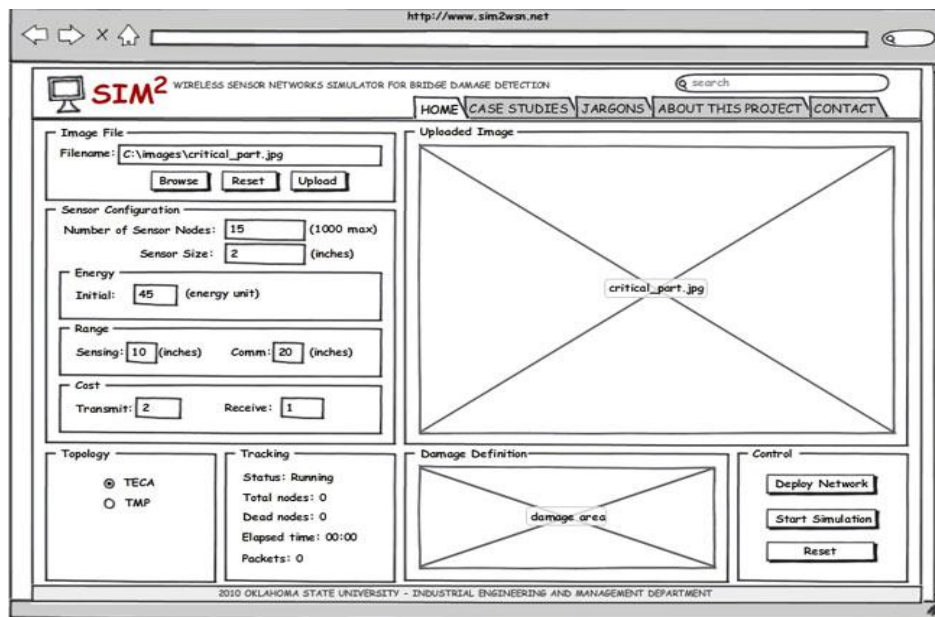 http://www.sim2wsn.net
SIM2 WIRELESS SENSOR NETWORKS SIMULATOR FOR BRIDGE DAMAGE DETECTION
search
HOME CASE STUDIES JARGONS ABOUT THIS PROJECT CONTACT
Image File
Filename: C:\images\critical_part.jpg
Browse Reset Upload
Sensor Configuration
Number of Sensor Nodes: 15 (1000 max)
Sensor Size: 2 (inches)
Energy
Initial: 45 (energy unit)
Range
Sensing: 10 (inches) Comm: 20 (inches)
Cost
Transmit: 2 Receive: 1
Uploaded Image
critical_part.jpg
Topology
TECA
TMP
Tracking
Status: Running
Total nodes: 0
Dead nodes: 0
Elapsed time: 00:00
Packets: 0
Damage Definition
damage area
Control
Deploy Network
Start Simulation
Reset
2010 OKLAHOMA STATE UNIVERSITY - INDUSTRIAL ENGINEERING AND MANAGEMENT DEPARTMENT